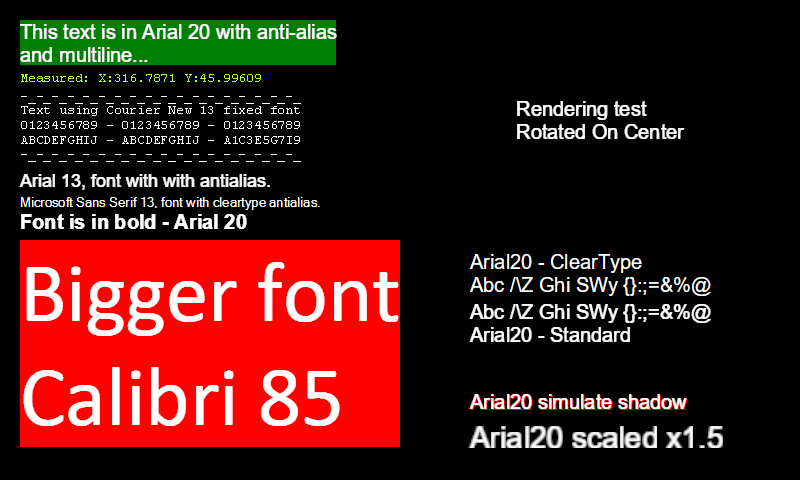 This text is in Arial 20 with anti-alias
and multiline...
Measured: X:316.7871 Y:45.99609
-_-_-_-_-_-_-_-_-_-_-_-_-_-_-_-_-_-_
Text using Courier New 13 fixed font
0123456789 - 0123456789 - 0123456789
ABCDEFGHIJ - ABCDEFGHIJ - A1C3E5G7I9
-_-_-_-_-_-_-_-_-_-_-_-_-_-_-_-_-_-_
Arial 13, font with with antialias.
Microsoft Sans Serif 13, font with cleartype antialias.
Font is in bold - Arial 20
Bigger font
Calibri 85
Rendering test
Rotated On Center
Arial20 - ClearType
Abc /\Z Ghi SWy {}:;=&%@
Abc /\Z Ghi SWy {}:;=&%@
Arial20 - Standard
Arial20 simulate shadow
Arial20 scaled x1.5